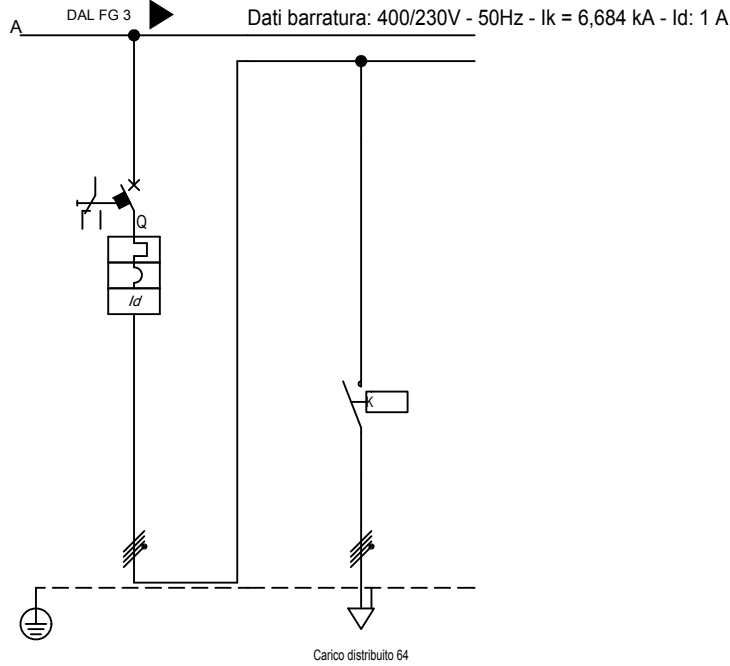 DAL FG 3
Dati barratura: 400/230V - 50Hz - Ik = 6,684 kA - Id: 1 A
A
Q
Id
K
Carico distribuito 64